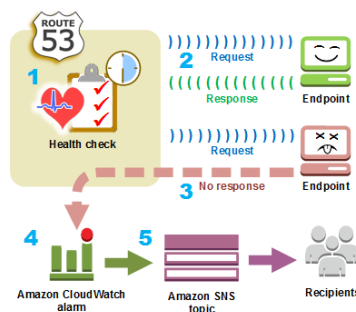 ROUTE
53
1
2
Request
Response
Endpoint
Health check
Request
3
No response
Endpoint
4
5
Amazon CloudWatch
alarm
Amazon SNS
topic
Recipients